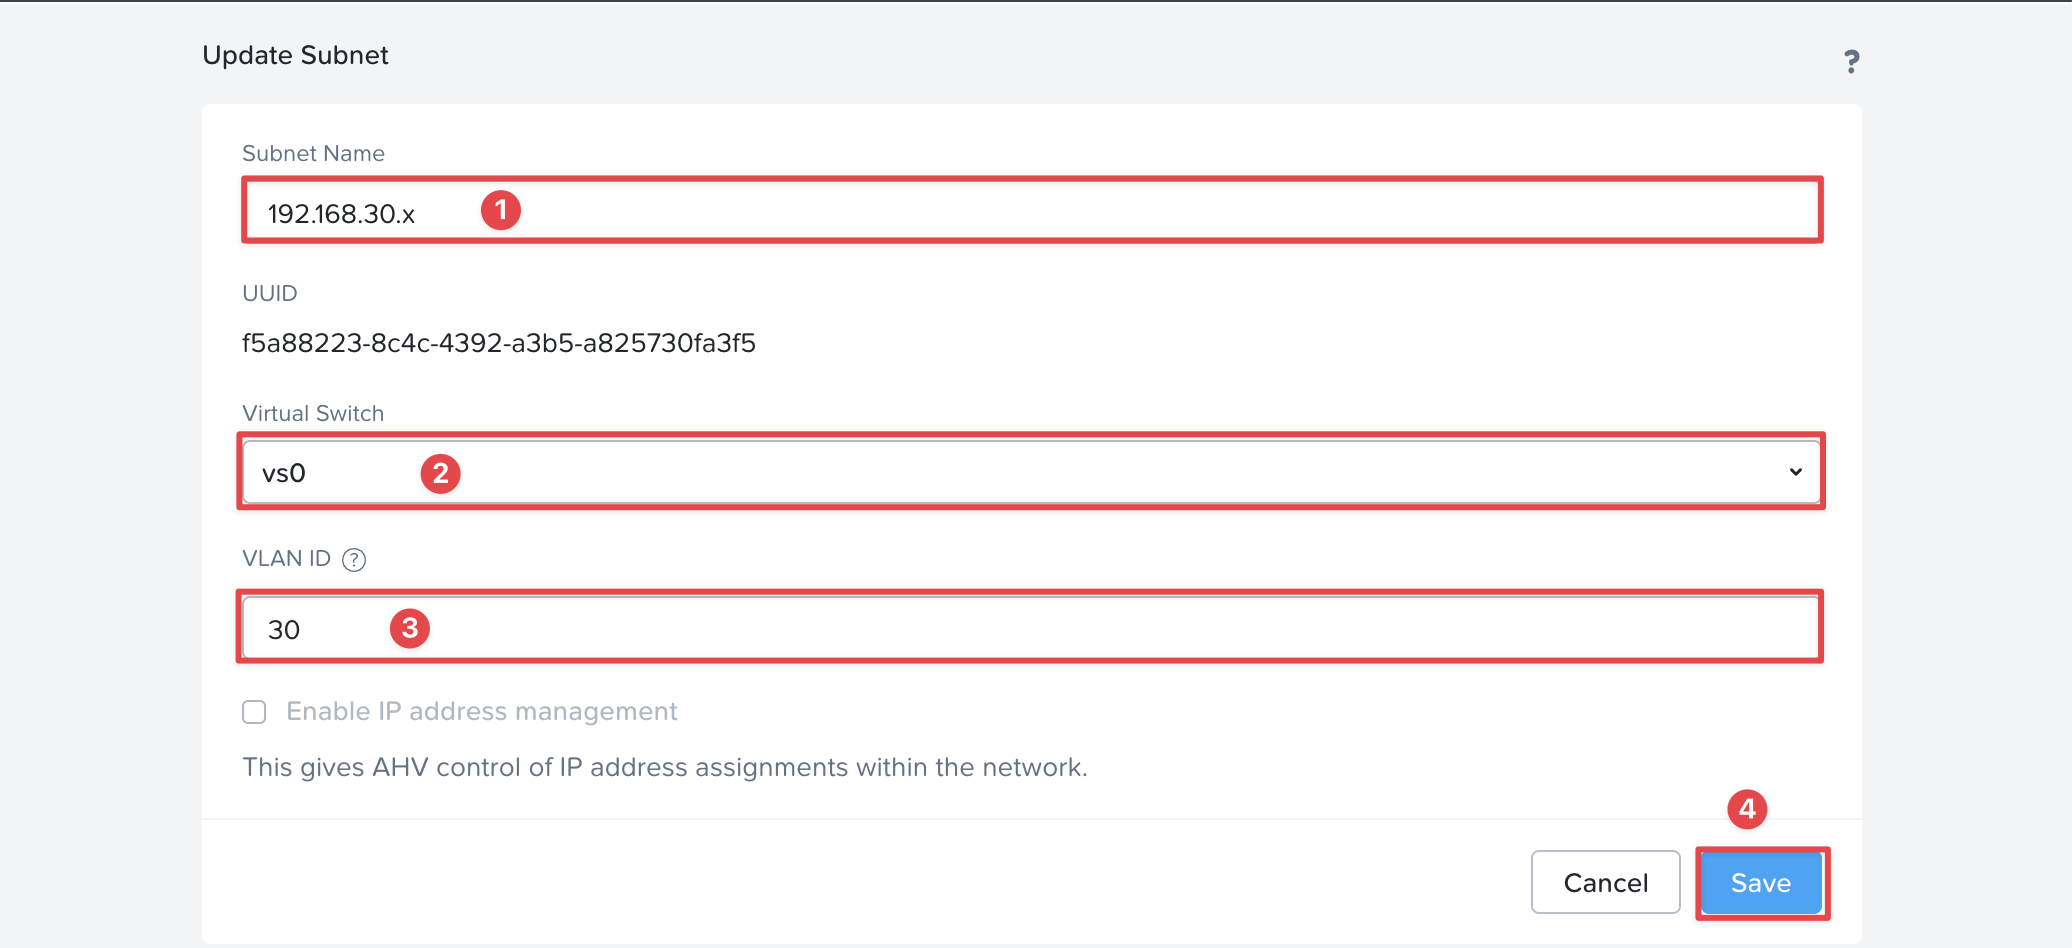 Update Subnet
?
Subnet Name
192.168.30.x
1
UUID
f5a88223-8c4c-4392-a3b5-a825730fa3f5
Virtual Switch
vs0
2
VLAN ID ?
30
3
Enable IP address management
This gives AHV control of IP address assignments within the network.
4
Cancel
Save